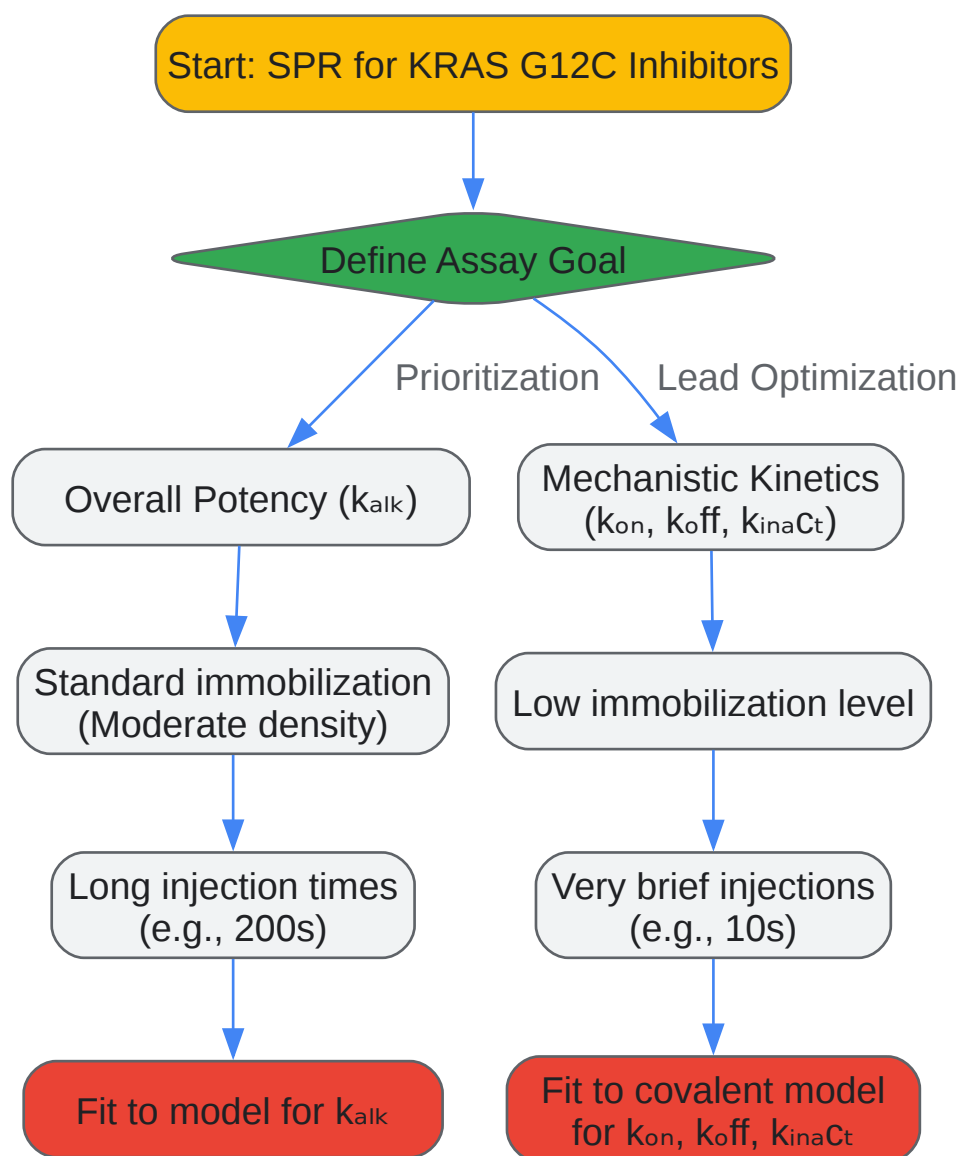 Start: SPR for KRAS G12C Inhibitors
Define Assay Goal
Prioritization
Lead Optimization
Overall Potency (kₐₗₖ)
Mechanistic Kinetics
(kₒₙ, kₒff, kᵢₙₐcₜ)
Standard immobilization
(Moderate density)
Low immobilization level
Long injection times
(e.g., 200s)
Very brief injections
(e.g., 10s)
Fit to model for kₐₗₖ
Fit to covalent model
for kₒₙ, kₒff, kᵢₙₐcₜ